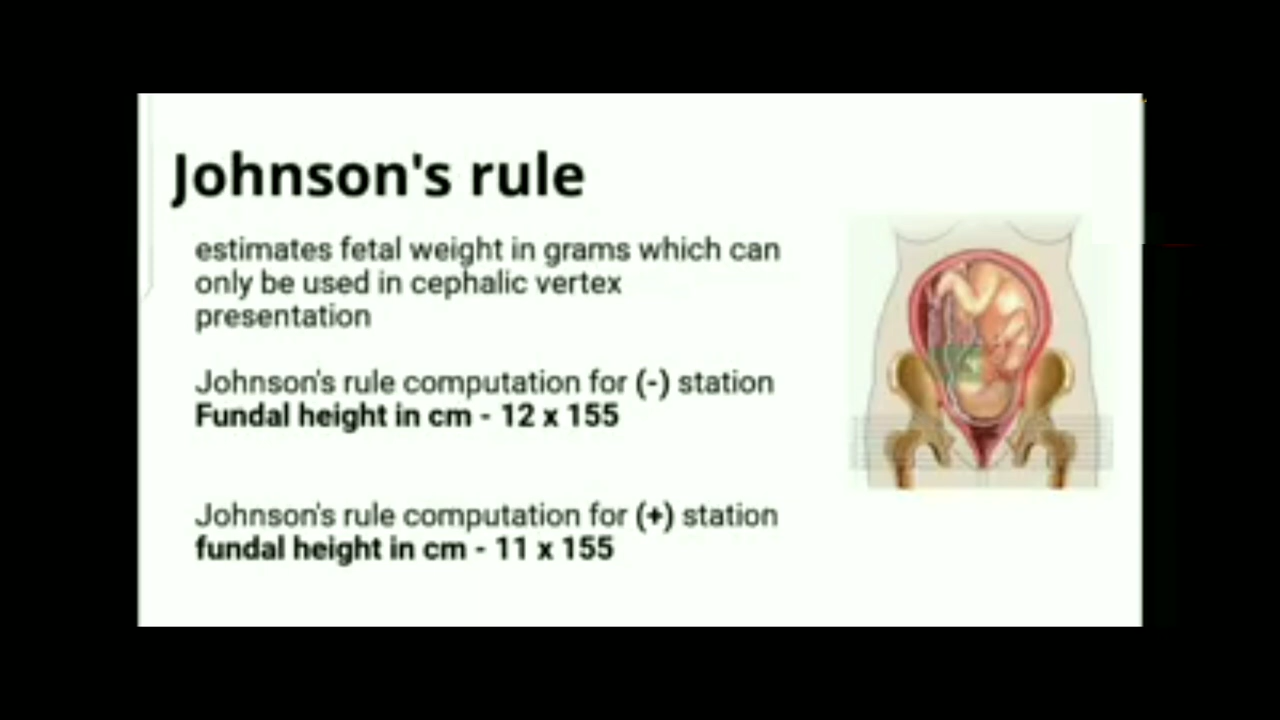 Johnson's rule
estimates fetal weight in grams which can
only be used in cephalic vertex
presentation
Johnson's rule computation for (-) station
Fundal height in cm - 12 x 155
Johnson's rule computation for (+) station
fundal height in cm - 11 x 155